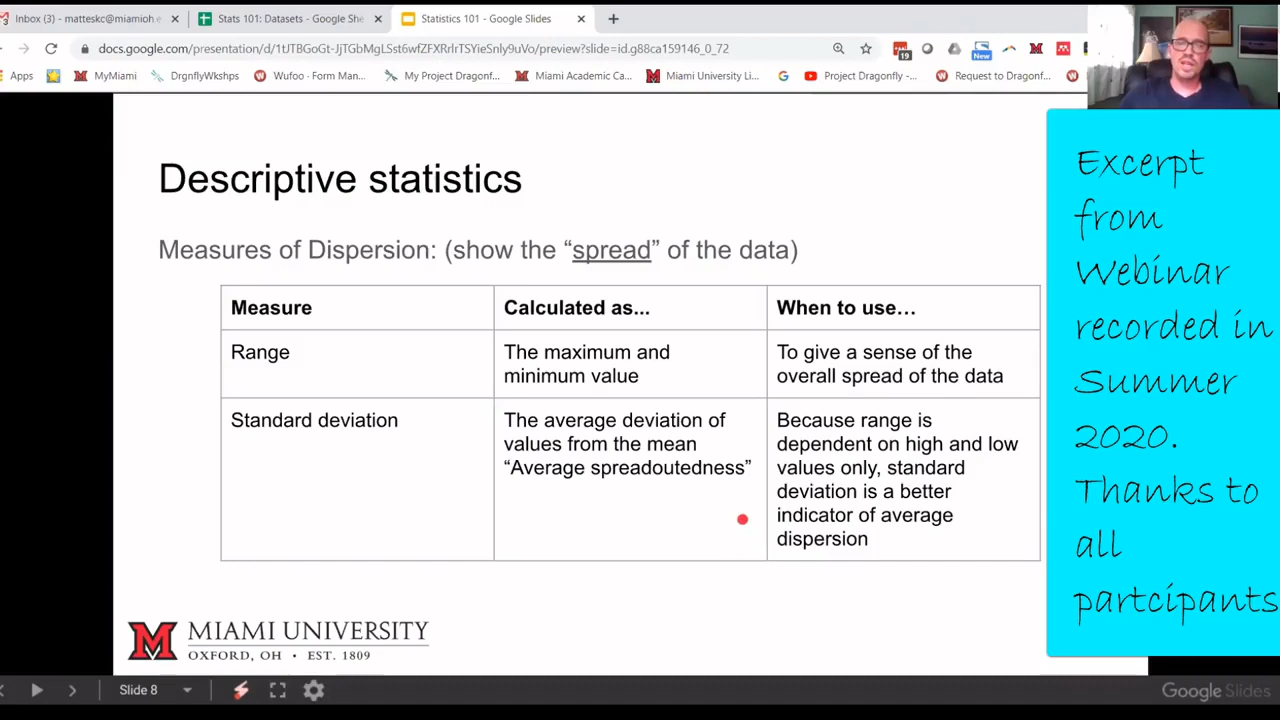 Inbox (3) - matteskc@miamioh.e
Stats 101: Datasets - Google She
Statistics 101 - Google Slides
docs.google.com/presentation/d/1TTBGoGt-JjTGbMgLSst6wfZFXRrlrTSYieSnly9uVo/preview?slide=id.g88ca159146_0_72
19
New
Apps
MyMiami
DrgnflyWkshps
Wufoo - Form Man...
My Project Dragonf...
Miami Academic Ca...
Miami University Li...
Project Dragonfly -...
Request to Dragonf...
Descriptive statistics
Measures of Dispersion: (show the “spread” of the data)
Measure
Calculated as...
When to use…
Range
The maximum and
minimum value
To give a sense of the
overall spread of the data
Standard deviation
The average deviation of
values from the mean
“Average spreadoutedness”
Because range is
dependent on high and low
values only, standard
deviation is a better
indicator of average
dispersion
MIAMI UNIVERSITY
OXFORD, OH • EST. 1809
Excerpt
from
Webinar
recorded in
Summer
2020.
Thanks to
all
partcipants
Slide 8
Google Slides